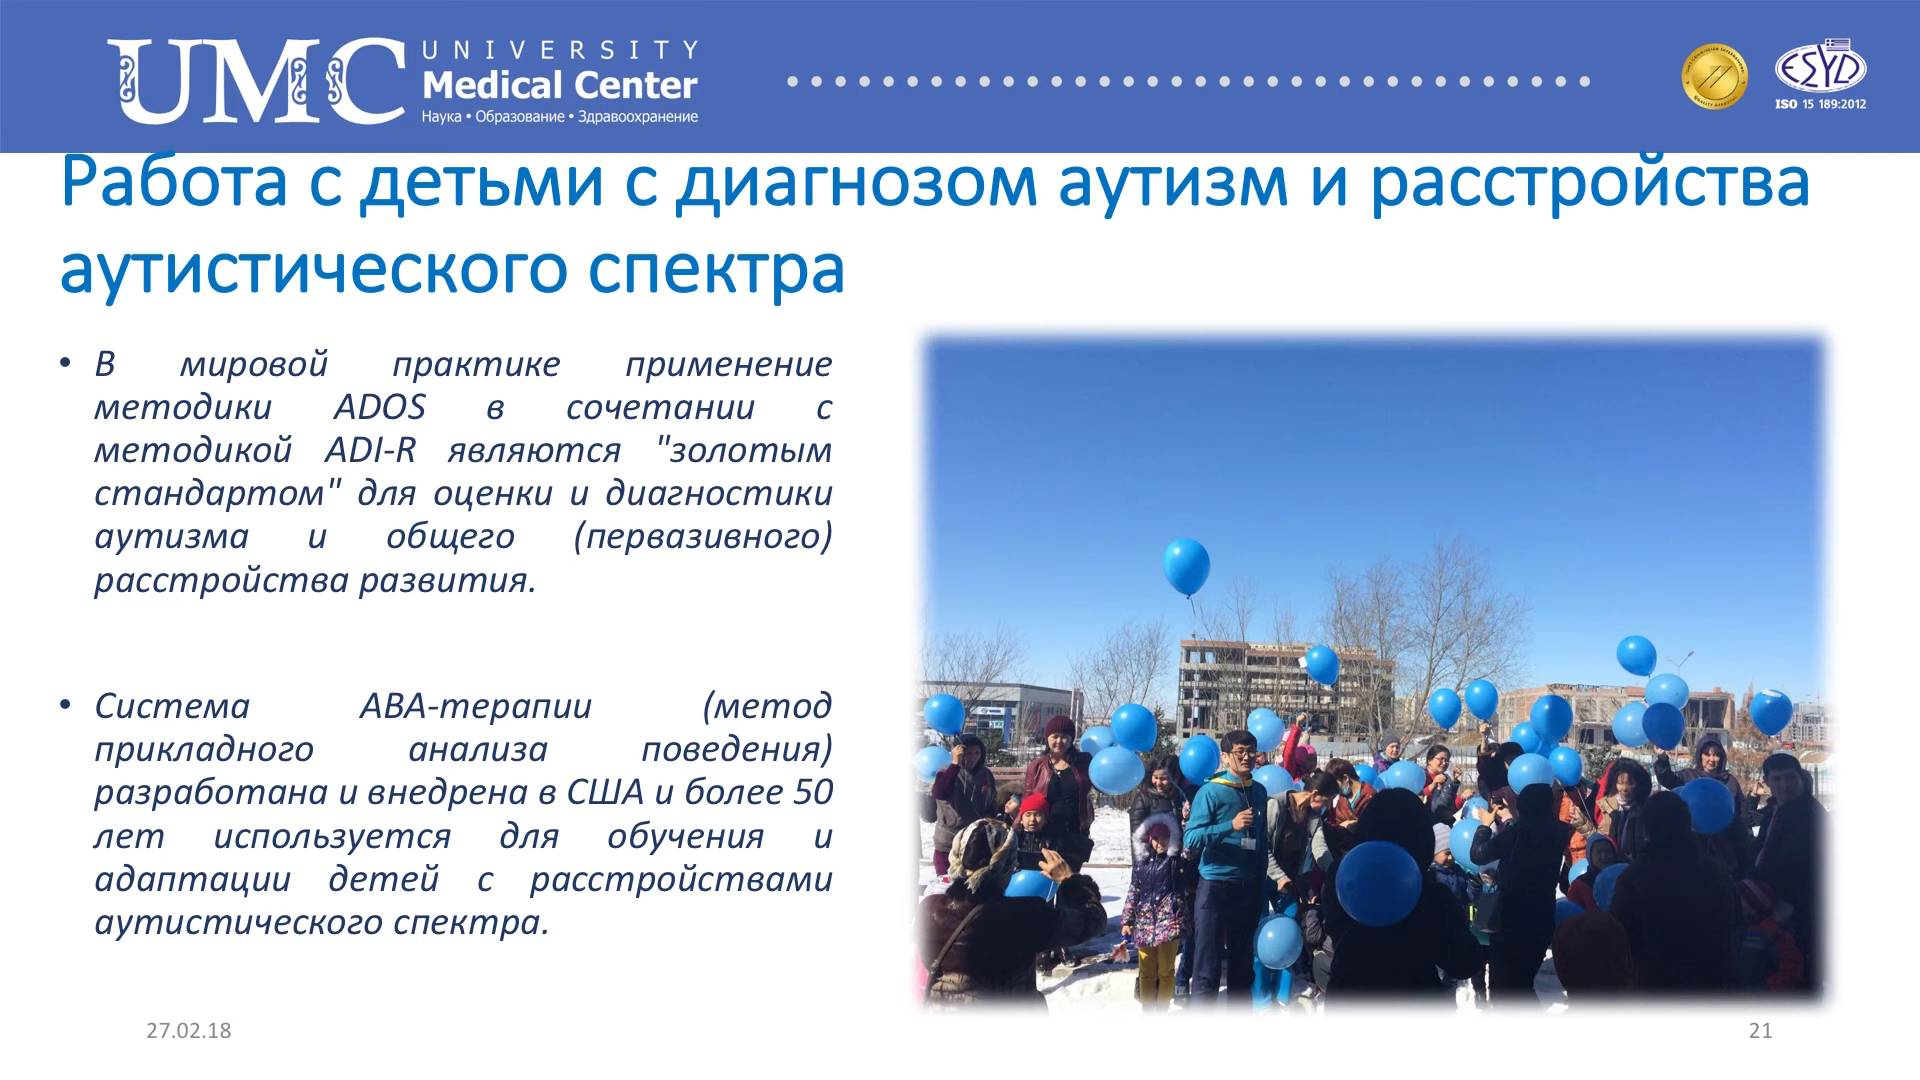 UMC
UNIVERSITY
Medical Center
Наука • Образование • Здравоохранение
ESYD
ISO 15 189:2012
Работа с детьми с диагнозом аутизм и расстройства
аутистического спектра
• В мировой практике применение
методики ADOS в сочетании с
методикой ADI-R являются "золотым
стандартом" для оценки и диагностики
аутизма и общего (первазивного)
расстройства развития.
• Система АВА-терапии (метод
прикладного анализа поведения)
разработана и внедрена в США и более 50
лет используется для обучения и
адаптации детей с расстройствами
аутистического спектра.
27.02.18
21